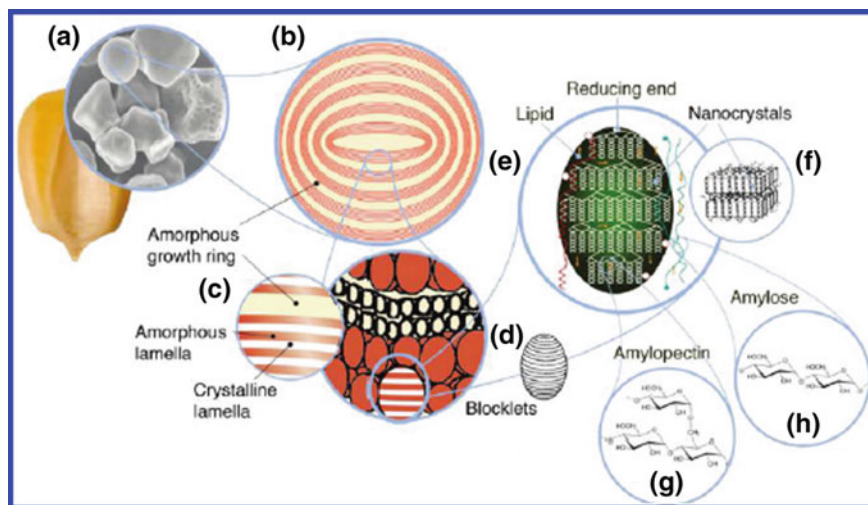 (a)
(b)
Reducing end
Lipid
Nanocrystals
(e)
(f)
Amorphous
growth ring
(c)
Amorphous
lamella
Crystalline
lamella
(d)
Blocklets
Amylose
Amylopectin
(h)
(g)